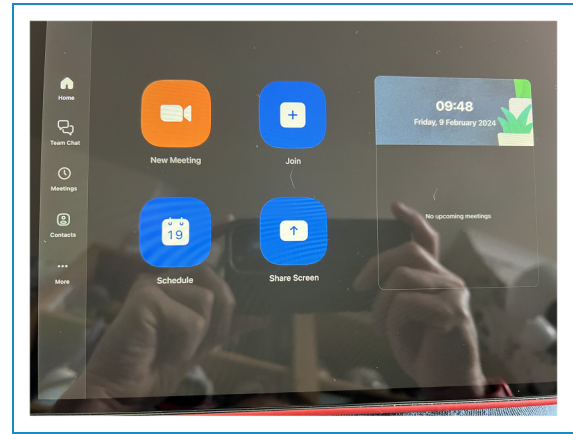 Home
Team Chat
Meetings
Contacts
More
New Meeting
Join
19
Schedule
Share Screen
09:48
Friday, 9 February 2024
No upcoming meetings